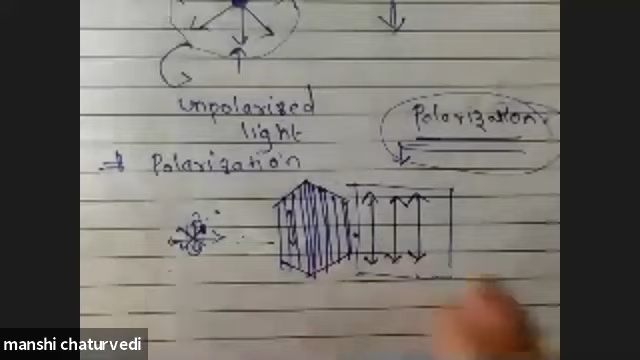 unpolarized
light
Polarization.
⇒ Polarization
manshi chaturvedi